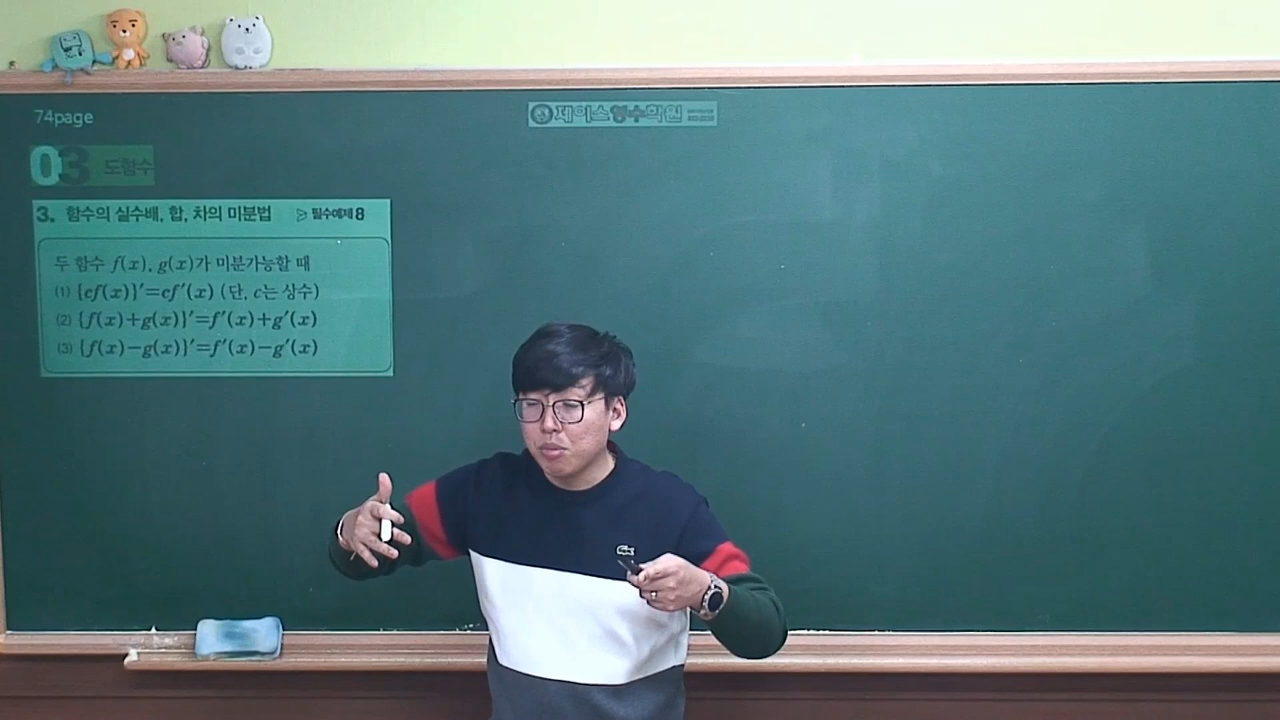 74page
제이스영수학원
03 도함수
3. 함수의 실수배, 합, 차의 미분법 ▷ 필수예제 8
두 함수 f(x), g(x)가 미분가능할 때
(1) {cf(x)}′=cf′(x) (단, c는 상수)
(2) {f(x)+g(x)}′=f′(x)+g′(x)
(3) {f(x)−g(x)}′=f′(x)−g′(x)